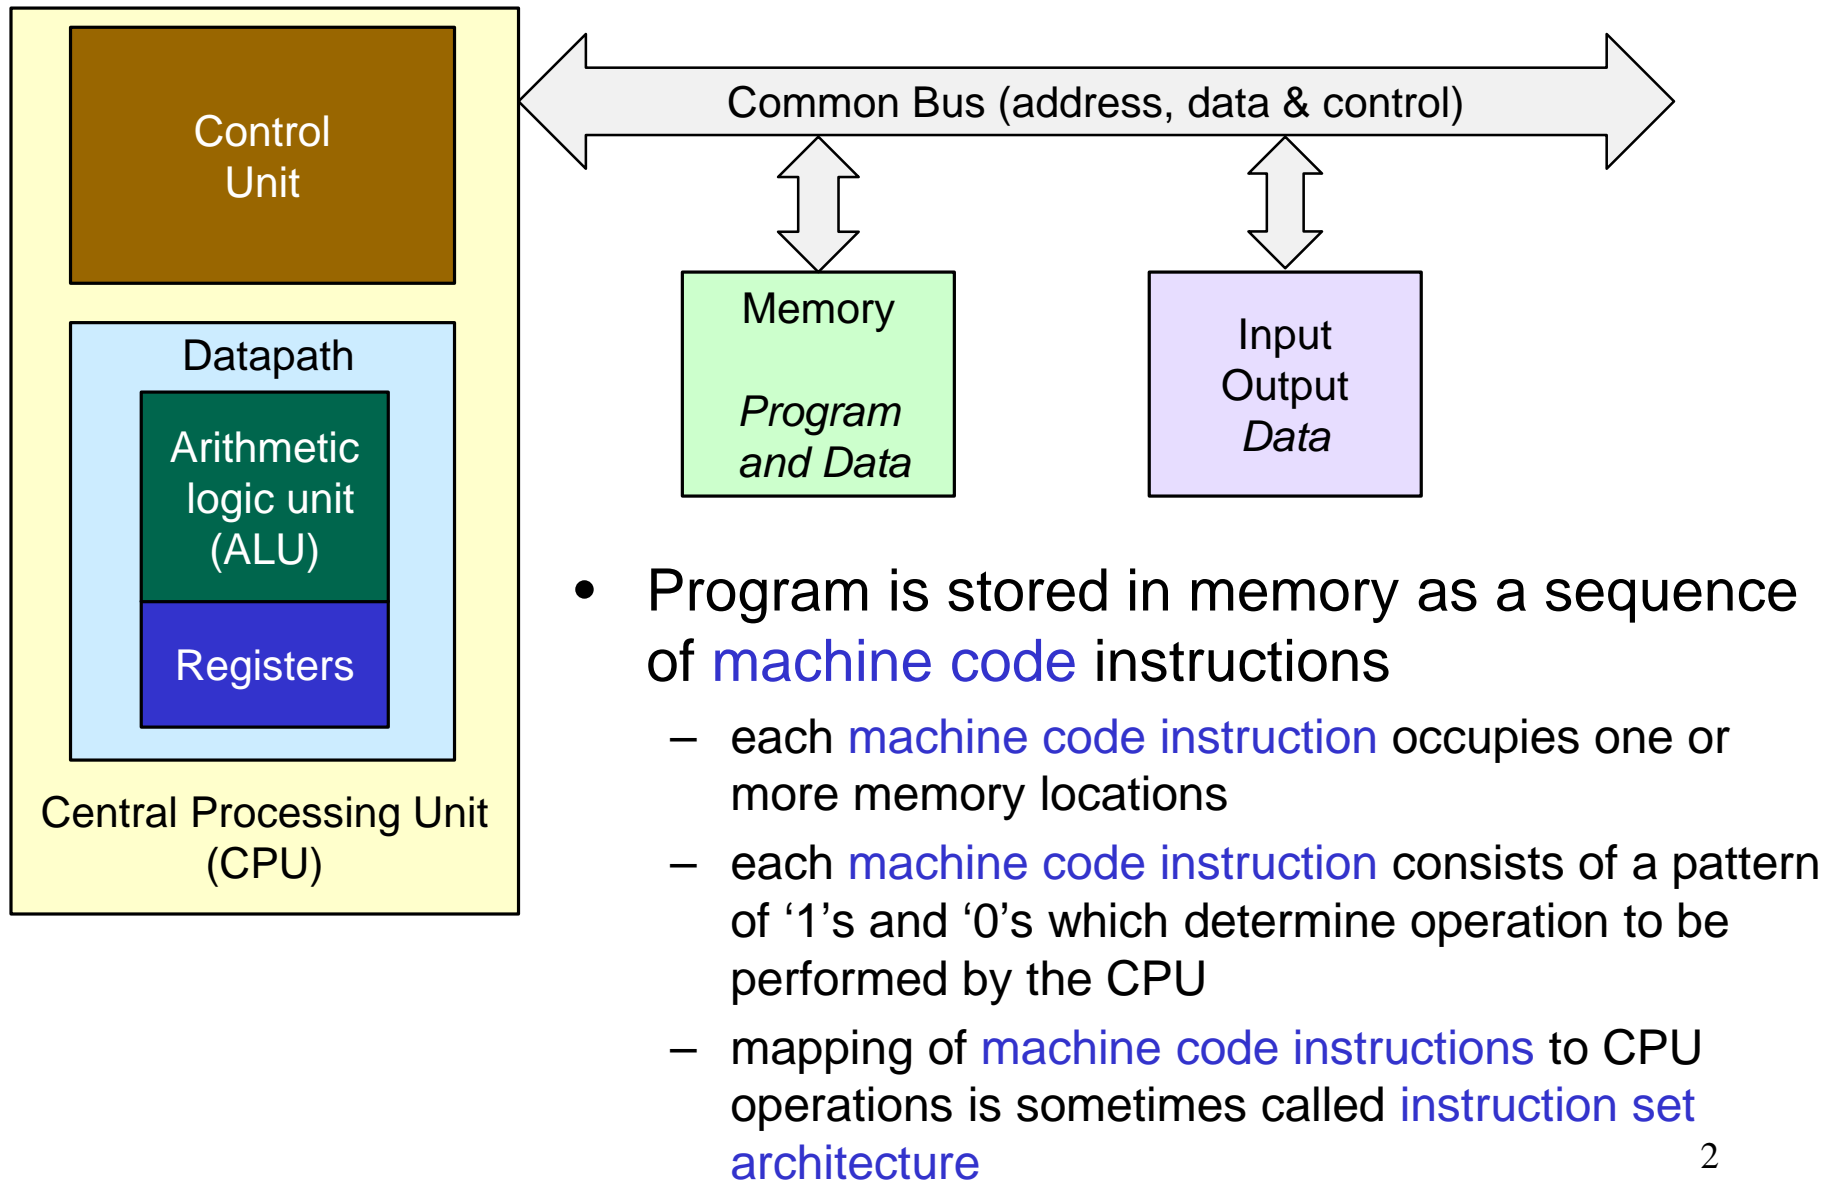 Control
Unit
Datapath
Arithmetic
logic unit
(ALU)
Registers
Central Processing Unit
(CPU)
Common Bus (address, data & control)
Memory
Program
and Data
Input
Output
Data
• Program is stored in memory as a sequence
of machine code instructions
– each machine code instruction occupies one or
more memory locations
– each machine code instruction consists of a pattern
of ‘1’s and ‘0’s which determine operation to be
performed by the CPU
– mapping of machine code instructions to CPU
operations is sometimes called instruction set
architecture
2